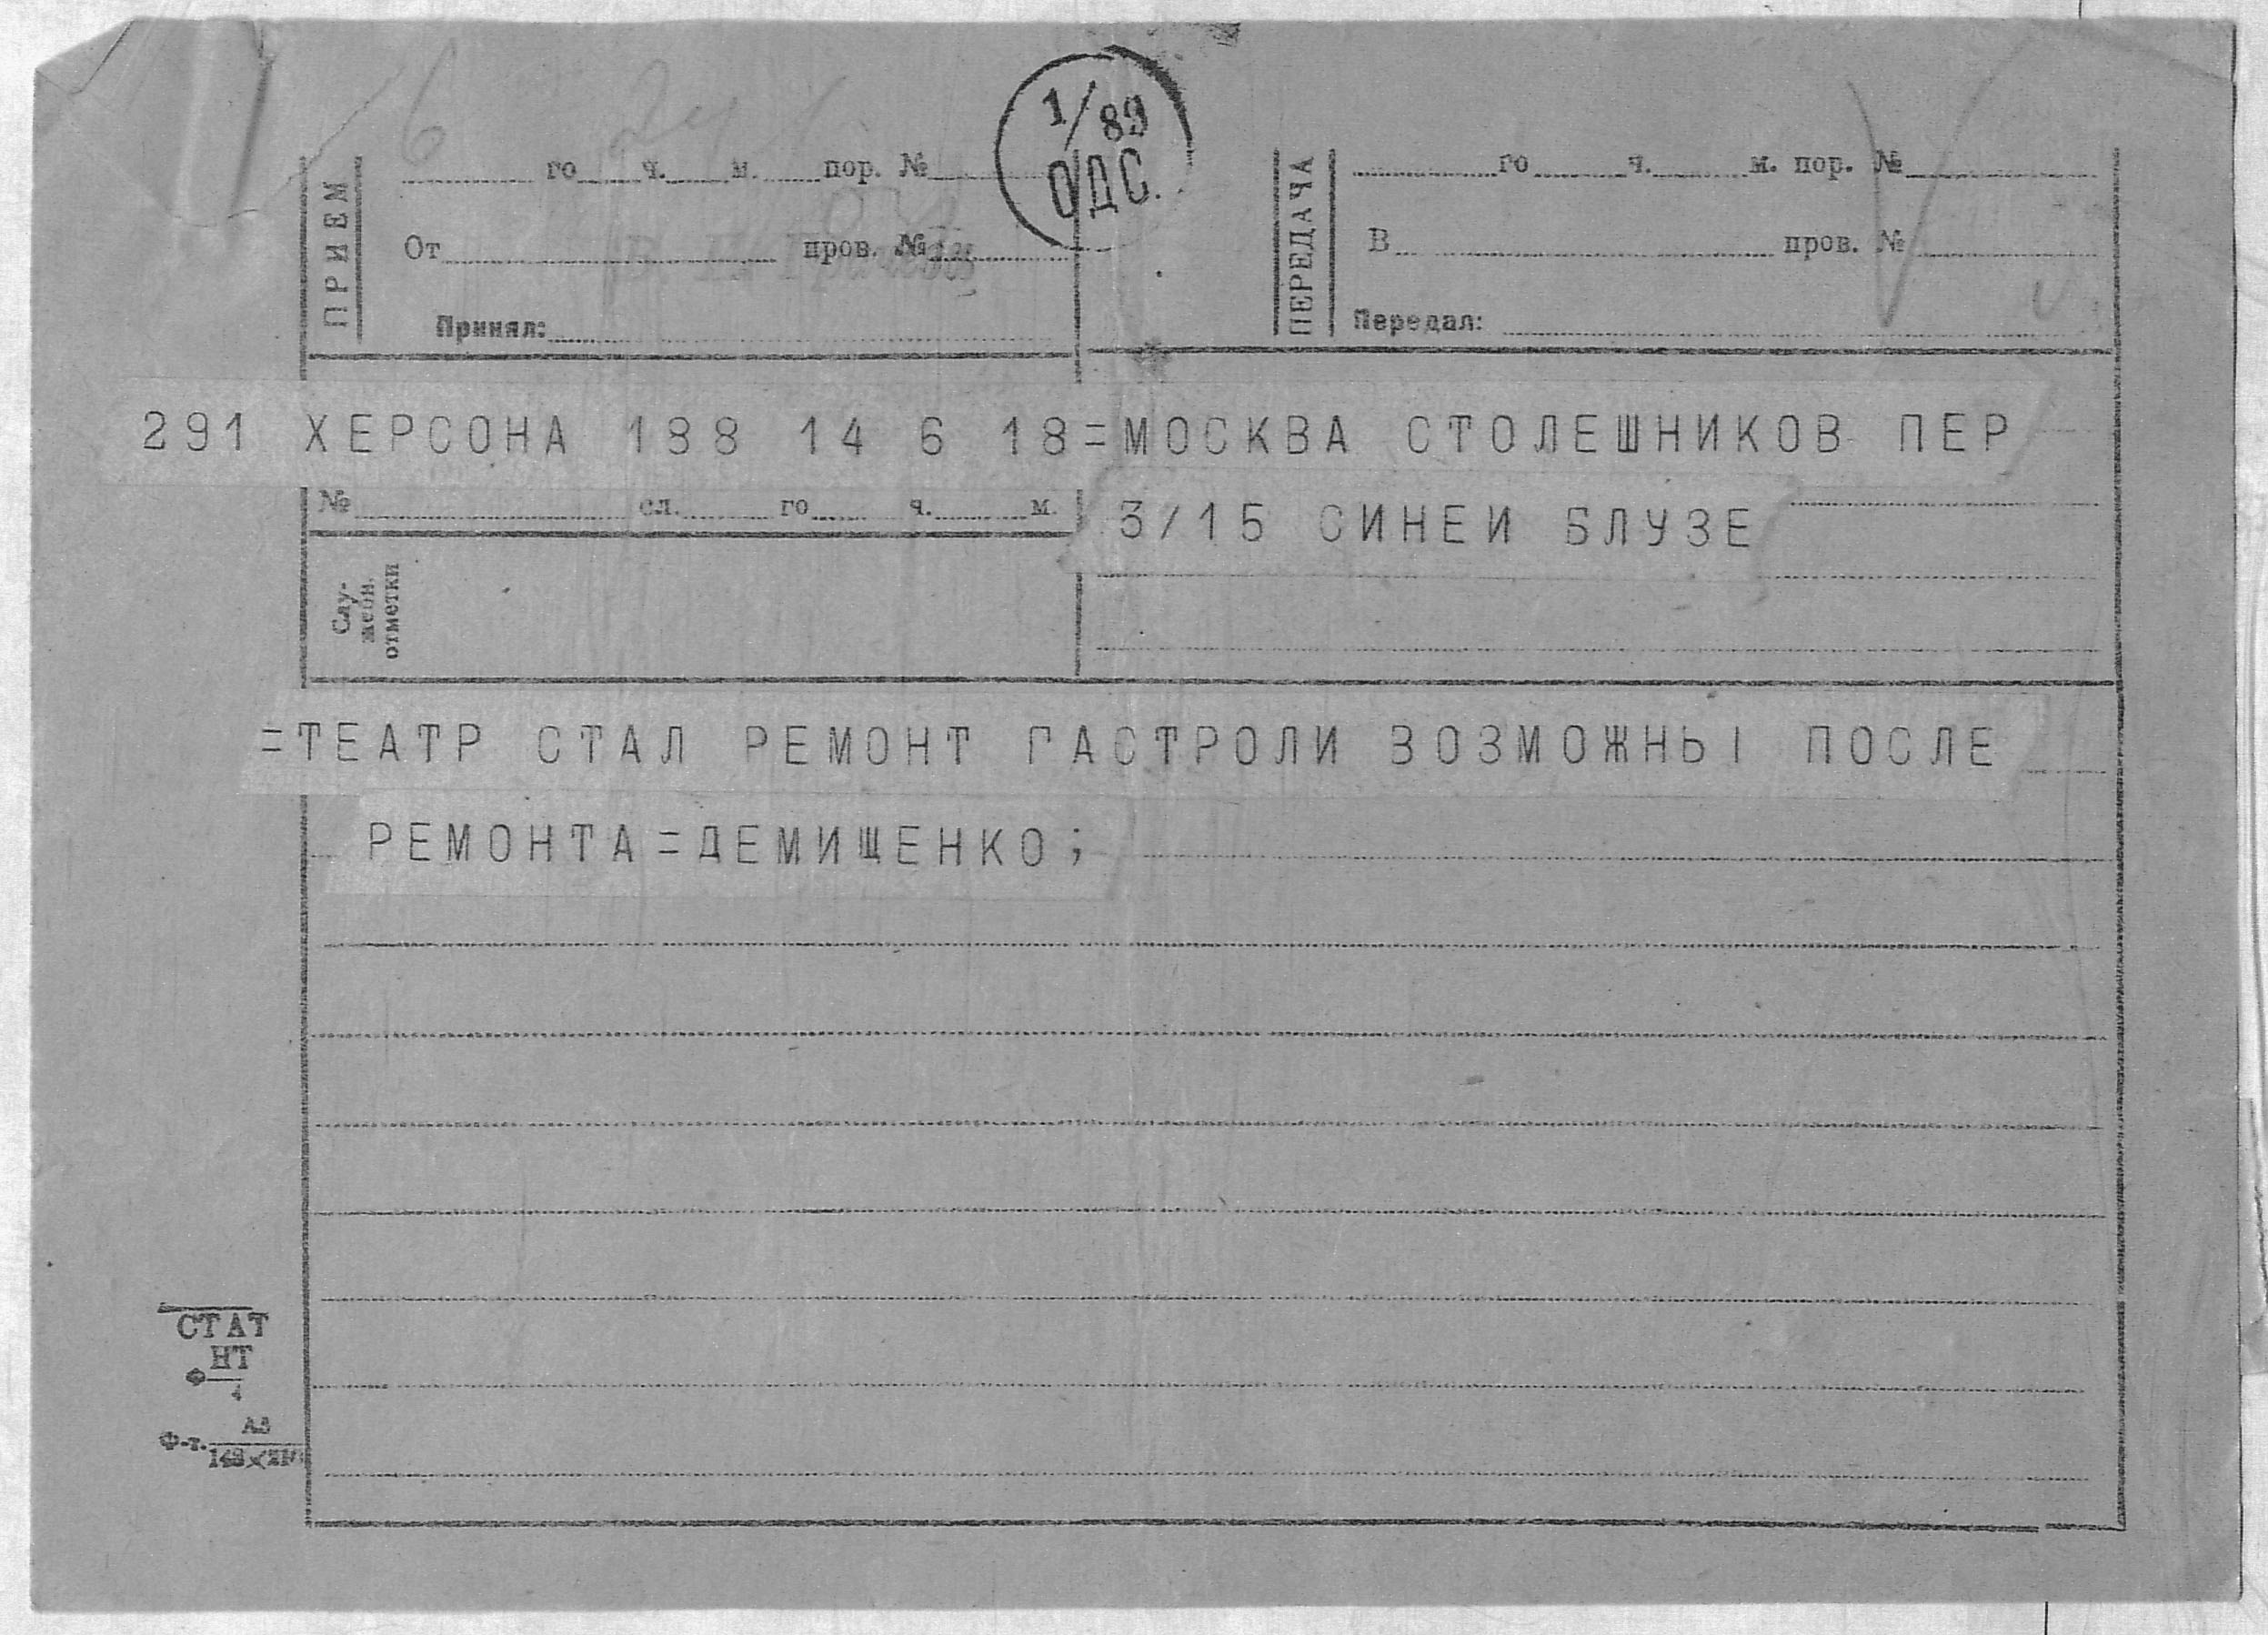 1/89
ОДС.
ПРИЕМ
го ч. м. пор. №
От пров. №
Принял:
ПЕРЕДАЧА
го ч. м. пор. №
В пров. №
Передал:
291 ХЕРСОНА 188 14 6 18=МОСКВА СТОЛЕШНИКОВ ПЕР
№ сл. го ч. м.
3/15 СИНЕИ БЛУЗЕ
Слу-
жебн.
отметки
=ТЕАТР СТАЛ РЕМОНТ ГАСТРОЛИ ВОЗМОЖНЫ ПОСЛЕ
РЕМОНТА=ДЕМИЩЕНКО;
СТАТ
НТ
Ф 4
Ф-т. А5